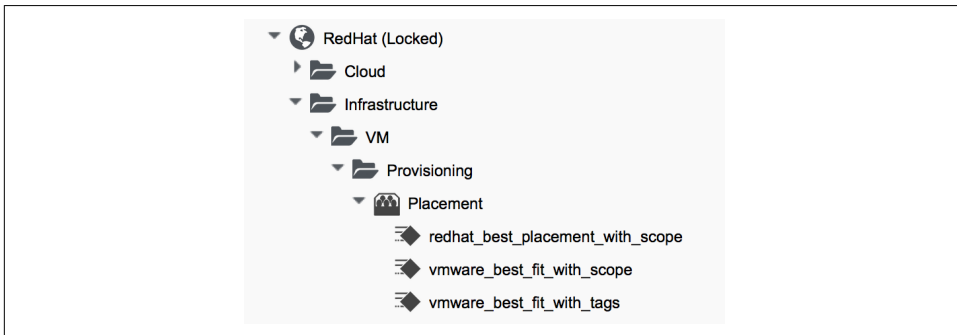 RedHat (Locked)
Cloud
Infrastructure
VM
Provisioning
Placement
redhat_best_placement_with_scope
vmware_best_fit_with_scope
vmware_best_fit_with_tags